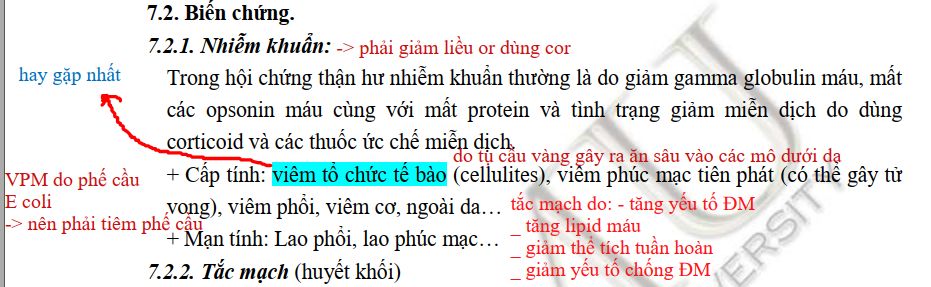 7.2. Biến chứng.
7.2.1. Nhiễm khuẩn: -> phải giảm liều or dùng cor
hay gặp nhất
Trong hội chứng thận hư nhiễm khuẩn thường là do giảm gamma globulin máu, mất
các opsonin máu cùng với mất protein và tình trạng giảm miễn dịch do dùng
corticoid và các thuốc ức chế miễn dịch.
do tụ cầu vàng gây ra ăn sâu vào các mô dưới da
+ Cấp tính: viêm tổ chức tế bào (cellulites), viêm phúc mạc tiên phát (có thể gây tử
vong), viêm phổi, viêm cơ, ngoài da…
VPM do phế cầu
E coli
-> nên phải tiêm phế cầu
tắc mạch do: - tăng yếu tố ĐM
_ tăng lipid máu
_ giảm thể tích tuần hoàn
_ giảm yếu tố chống ĐM
+ Mạn tính: Lao phổi, lao phúc mạc…
7.2.2. Tắc mạch (huyết khối)
U
VERSITY